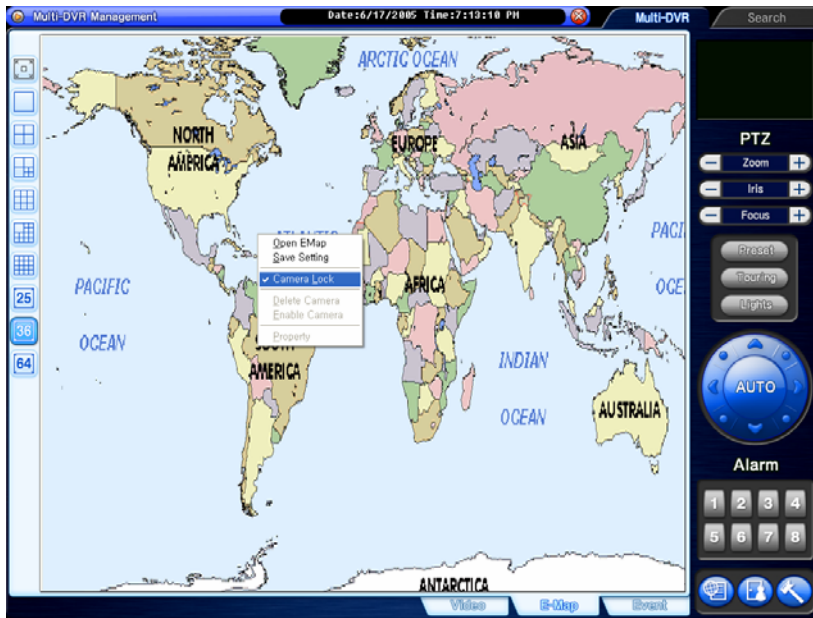 Multi-DVR Management
Date:6/17/2005 Time:7:13:10 PM
Multi-DVR
Search
ARCTIC OCEAN
NORTH
AMERICA
EUROPE
ASIA
PACI
Open EMap
Save Setting
Camera Lock
Delete Camera
Enable Camera
Property
AFRICA
PACIFIC
OCEAN
OCE
AMERICA
INDIAN
OCEAN
AUSTRALIA
ANTARCTICA
25
36
64
PTZ
Zoom
Iris
Focus
Preset
Touring
Lights
AUTO
Alarm
1 2 3 4
5 6 7 8
Video
E-Map
Event